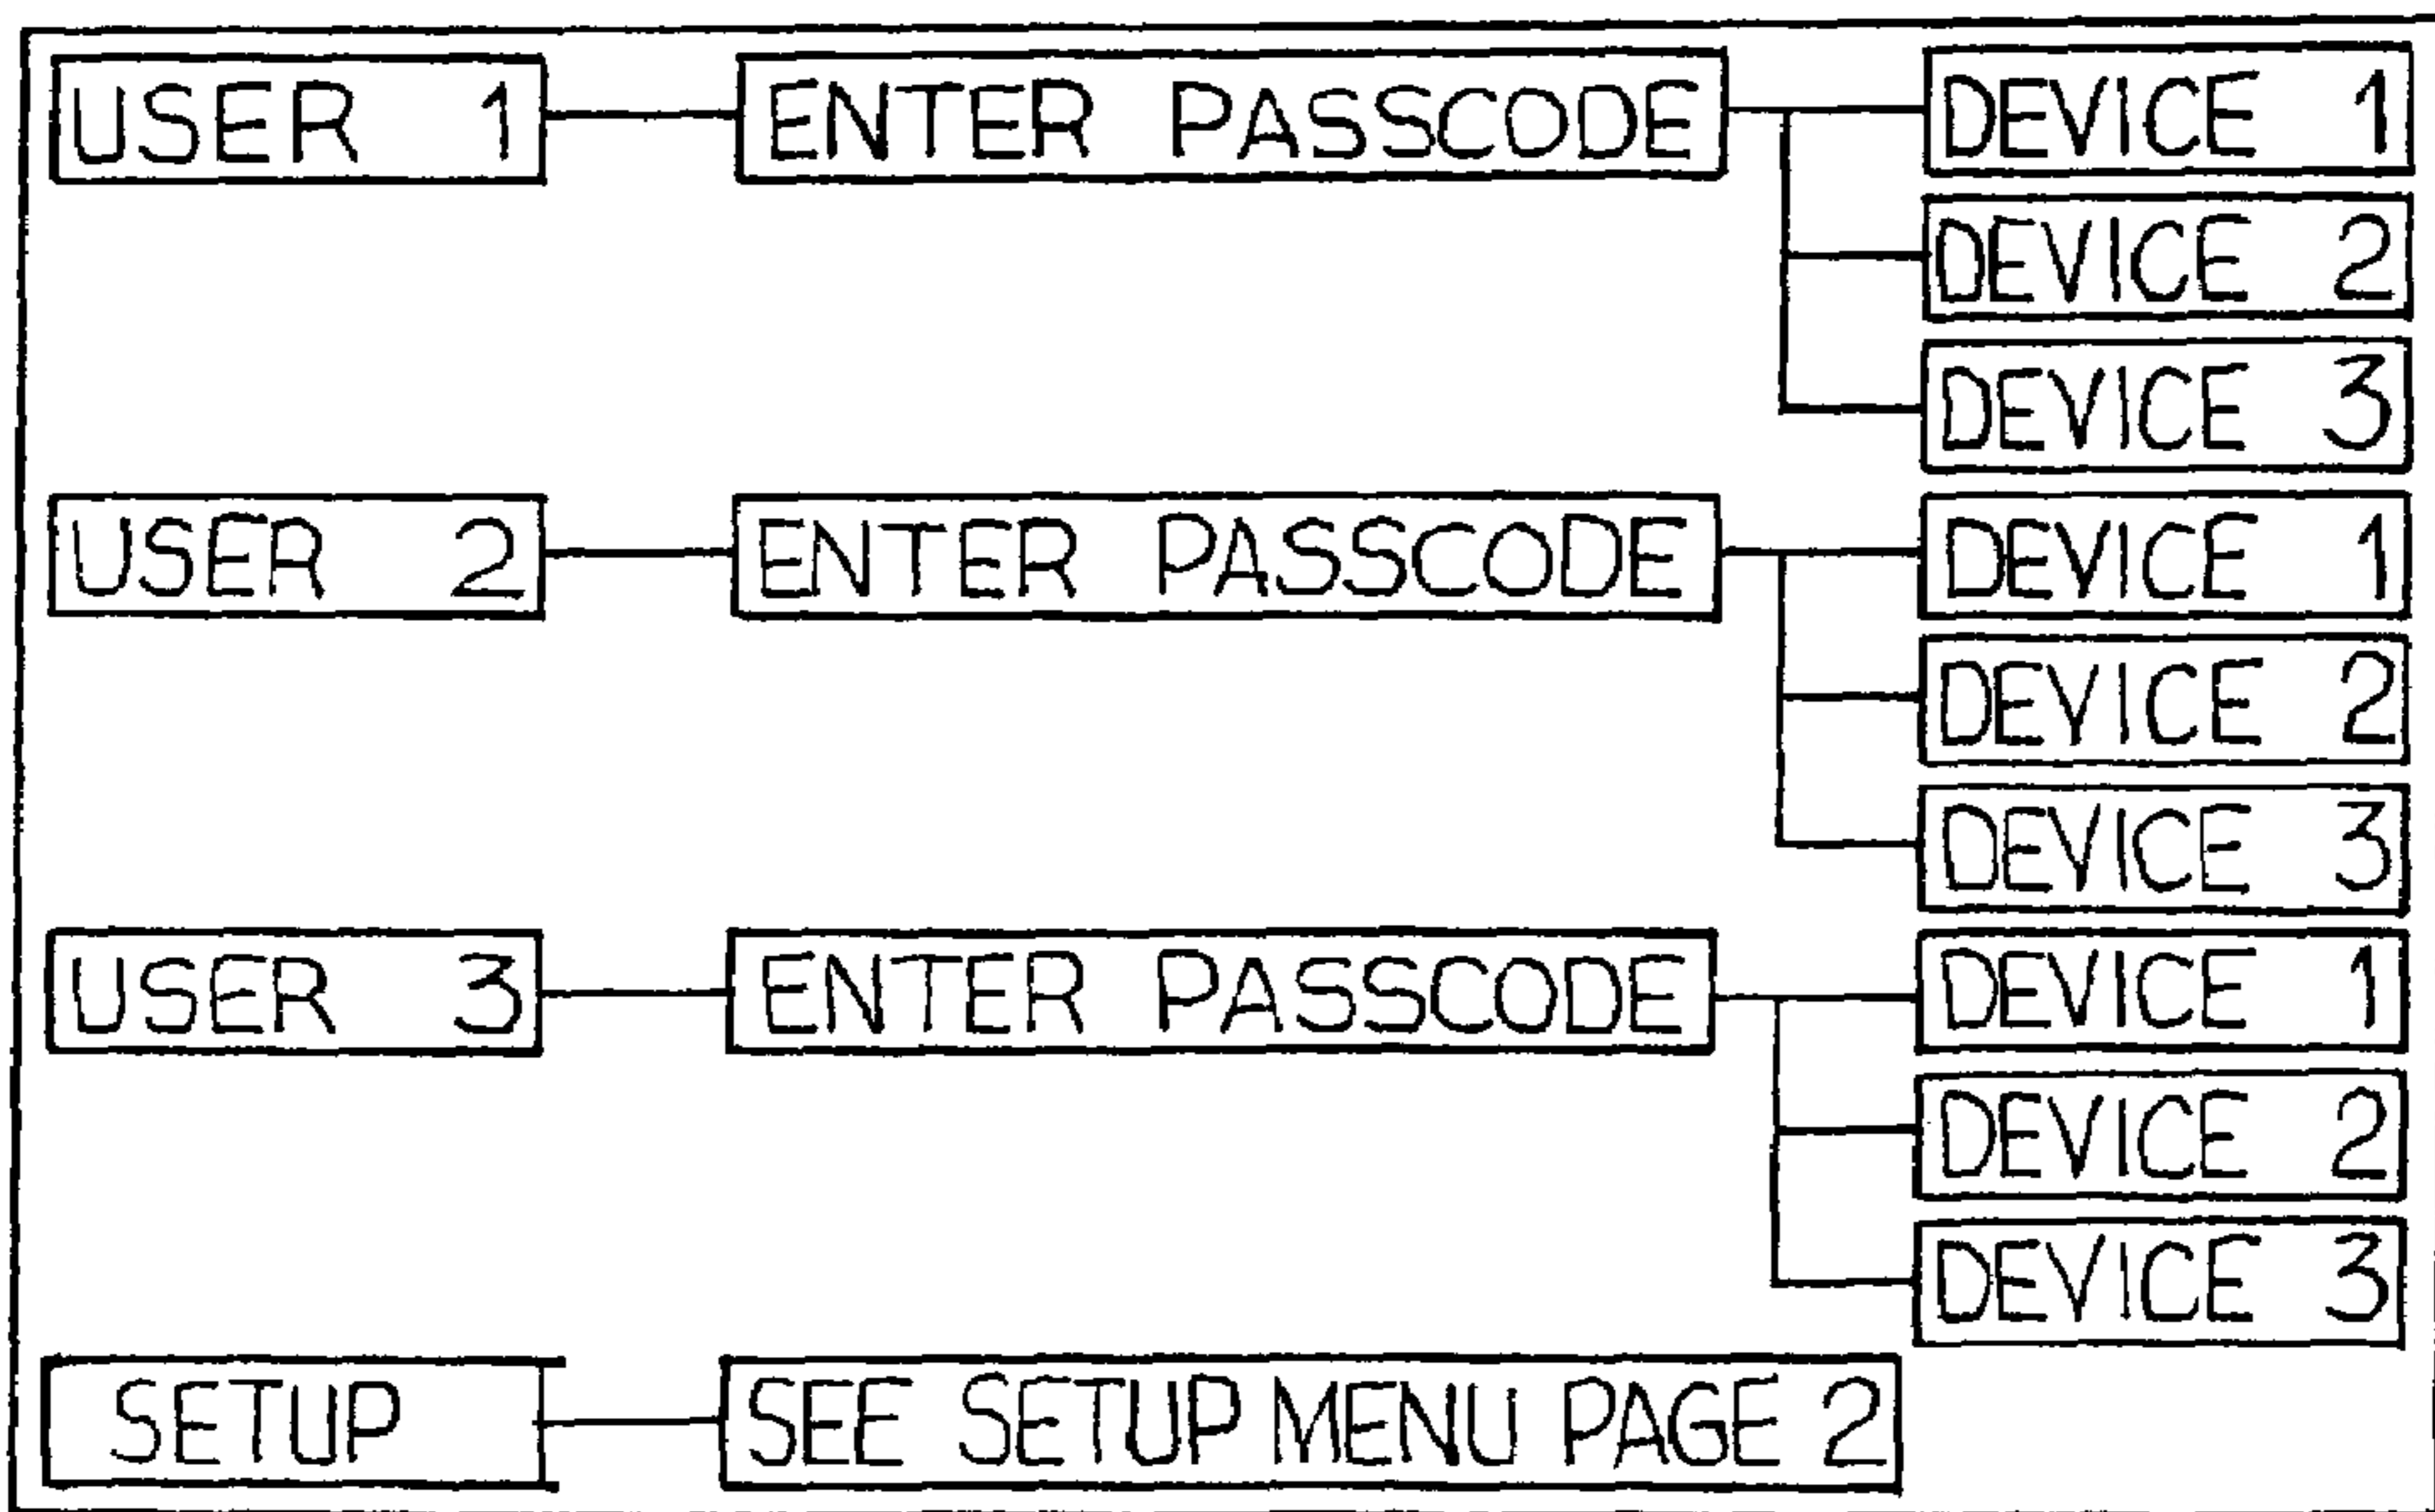 USER 1 ENTER PASSCODE DEVICE 1
DEVICE 2
DEVICE 3
USER 2 ENTER PASSCODE DEVICE 1
DEVICE 2
DEVICE 3
USER 3 ENTER PASSCODE DEVICE 1
DEVICE 2
DEVICE 3
SETUP SEE SETUP MENU PAGE 2